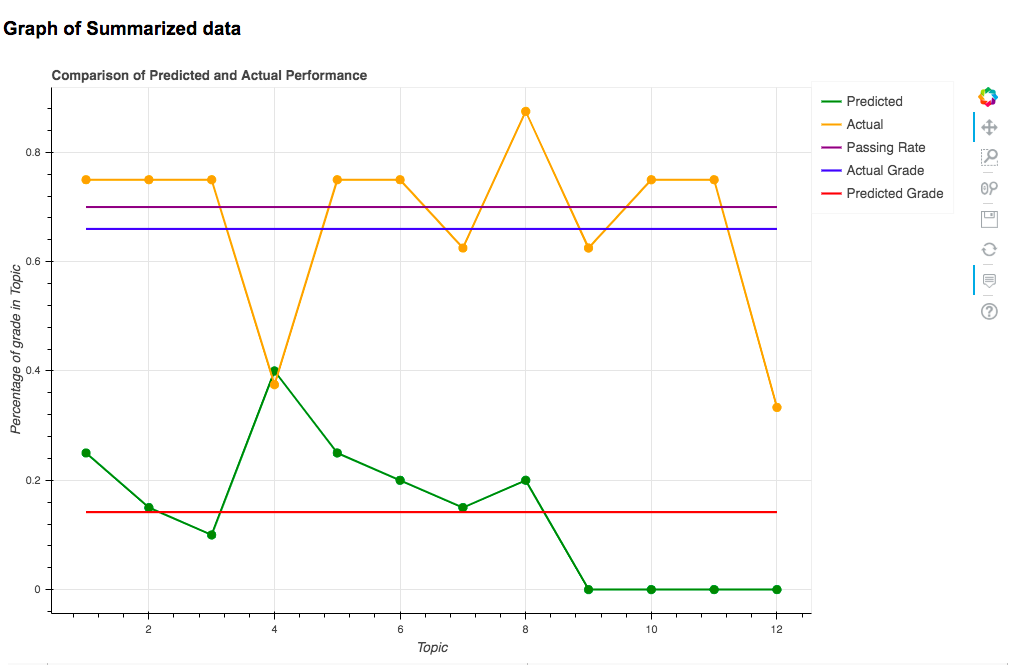 Graph of Summarized data
Comparison of Predicted and Actual Performance
Predicted
Actual
Passing Rate
Actual Grade
Predicted Grade
Percentage of grade in Topic
0.8
0.6
0.4
0.2
0
2 4 6 8 10 12
Topic